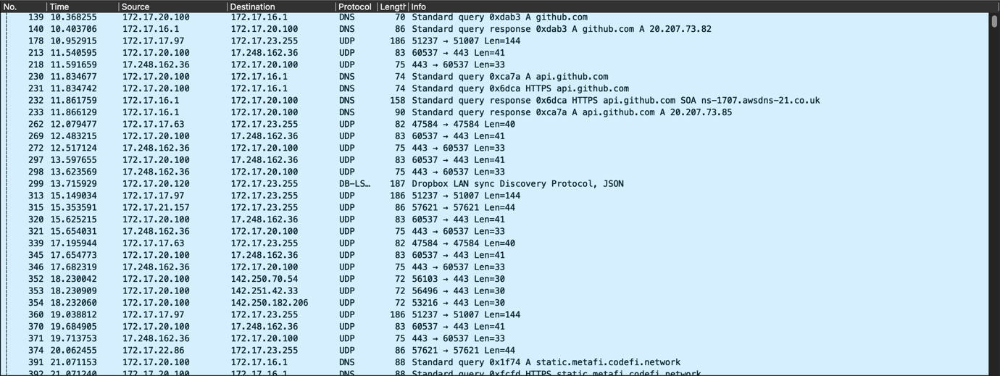 No. Time Source Destination Protocol Length Info
139 10.368255 172.17.20.100 172.17.16.1 DNS 70 Standard query 0xdab3 A github.com
140 10.403706 172.17.16.1 172.17.20.100 DNS 86 Standard query response 0xdab3 A github.com A 20.207.73.82
178 10.952915 172.17.17.97 172.17.23.255 UDP 186 51237 → 51007 Len=144
213 11.540595 172.17.20.100 17.248.162.36 UDP 83 60537 → 443 Len=41
218 11.591659 17.248.162.36 172.17.20.100 UDP 75 443 → 60537 Len=33
230 11.834677 172.17.20.100 172.17.16.1 DNS 74 Standard query 0xca7a A api.github.com
231 11.834742 172.17.20.100 172.17.16.1 DNS 74 Standard query 0x6dca HTTPS api.github.com
232 11.861759 172.17.16.1 172.17.20.100 DNS 158 Standard query response 0x6dca HTTPS api.github.com SOA ns-1707.awsdns-21.co.uk
233 11.866129 172.17.16.1 172.17.20.100 DNS 90 Standard query response 0xca7a A api.github.com A 20.207.73.85
262 12.079477 172.17.17.63 172.17.23.255 UDP 82 47584 → 47584 Len=40
269 12.483215 172.17.20.100 17.248.162.36 UDP 83 60537 → 443 Len=41
272 12.517124 17.248.162.36 172.17.20.100 UDP 75 443 → 60537 Len=33
297 13.597655 172.17.20.100 17.248.162.36 UDP 83 60537 → 443 Len=41
298 13.623569 17.248.162.36 172.17.20.100 UDP 75 443 → 60537 Len=33
299 13.715929 172.17.20.120 172.17.23.255 DB-LS… 187 Dropbox LAN sync Discovery Protocol, JSON
313 15.149034 172.17.17.97 172.17.23.255 UDP 186 51237 → 51007 Len=144
315 15.353591 172.17.21.157 172.17.23.255 UDP 86 57621 → 57621 Len=44
320 15.625215 172.17.20.100 17.248.162.36 UDP 83 60537 → 443 Len=41
321 15.654031 17.248.162.36 172.17.20.100 UDP 75 443 → 60537 Len=33
339 17.195944 172.17.17.63 172.17.23.255 UDP 82 47584 → 47584 Len=40
345 17.654773 172.17.20.100 17.248.162.36 UDP 83 60537 → 443 Len=41
346 17.682319 17.248.162.36 172.17.20.100 UDP 75 443 → 60537 Len=33
352 18.230042 172.17.20.100 142.250.70.54 UDP 72 56103 → 443 Len=30
353 18.230909 172.17.20.100 142.251.42.33 UDP 72 56496 → 443 Len=30
354 18.232060 172.17.20.100 142.250.182.206 UDP 72 53216 → 443 Len=30
360 19.038812 172.17.17.97 172.17.23.255 UDP 186 51237 → 51007 Len=144
370 19.684905 172.17.20.100 17.248.162.36 UDP 83 60537 → 443 Len=41
371 19.713753 17.248.162.36 172.17.20.100 UDP 75 443 → 60537 Len=33
374 20.062455 172.17.22.86 172.17.23.255 UDP 86 57621 → 57621 Len=44
391 21.071153 172.17.20.100 172.17.16.1 DNS 88 Standard query 0x1f74 A static.metafi.codefi.network
392 21.071240 172.17.20.100 172.17.16.1 DNS 88 Standard query 0xfcfd HTTPS static.metafi.codefi.network